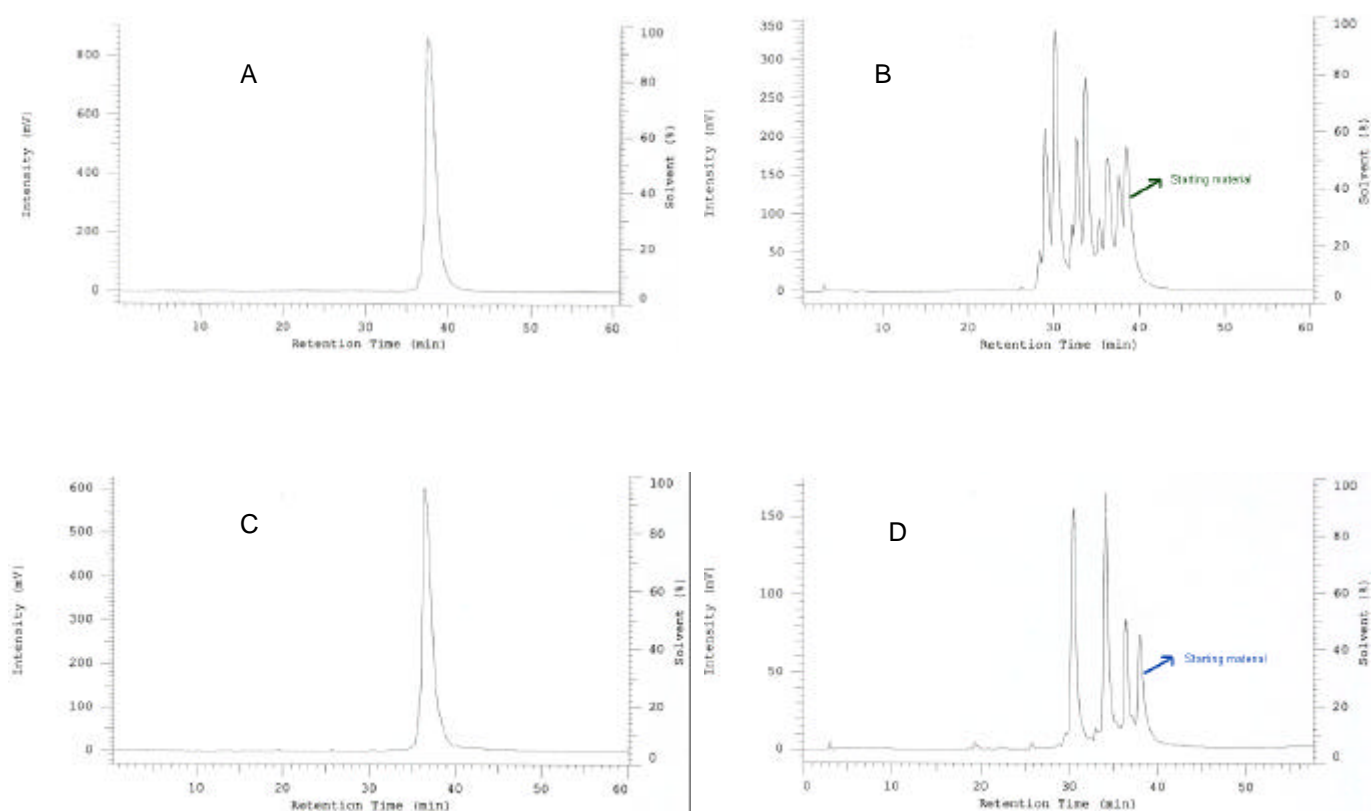 A
Intensity (mV)
800
600
400
200
0
100
80
60
40
20
0
Solvent (%)
10 20 30 40 50 60
Retention Time (min)
B
Intensity (mV)
350
300
250
200
150
100
50
0
Starting material
100
80
60
40
20
0
Solvent (%)
10 20 30 40 50 60
Retention Time (min)
C
Intensity (mV)
600
500
400
300
200
100
0
100
80
60
40
20
0
Solvent (%)
10 20 30 40 50 60
Retention Time (min)
D
Intensity (mV)
150
100
50
0
Starting material
100
80
60
40
20
0
Solvent (%)
0 10 20 30 40 50
Retention Time (min)